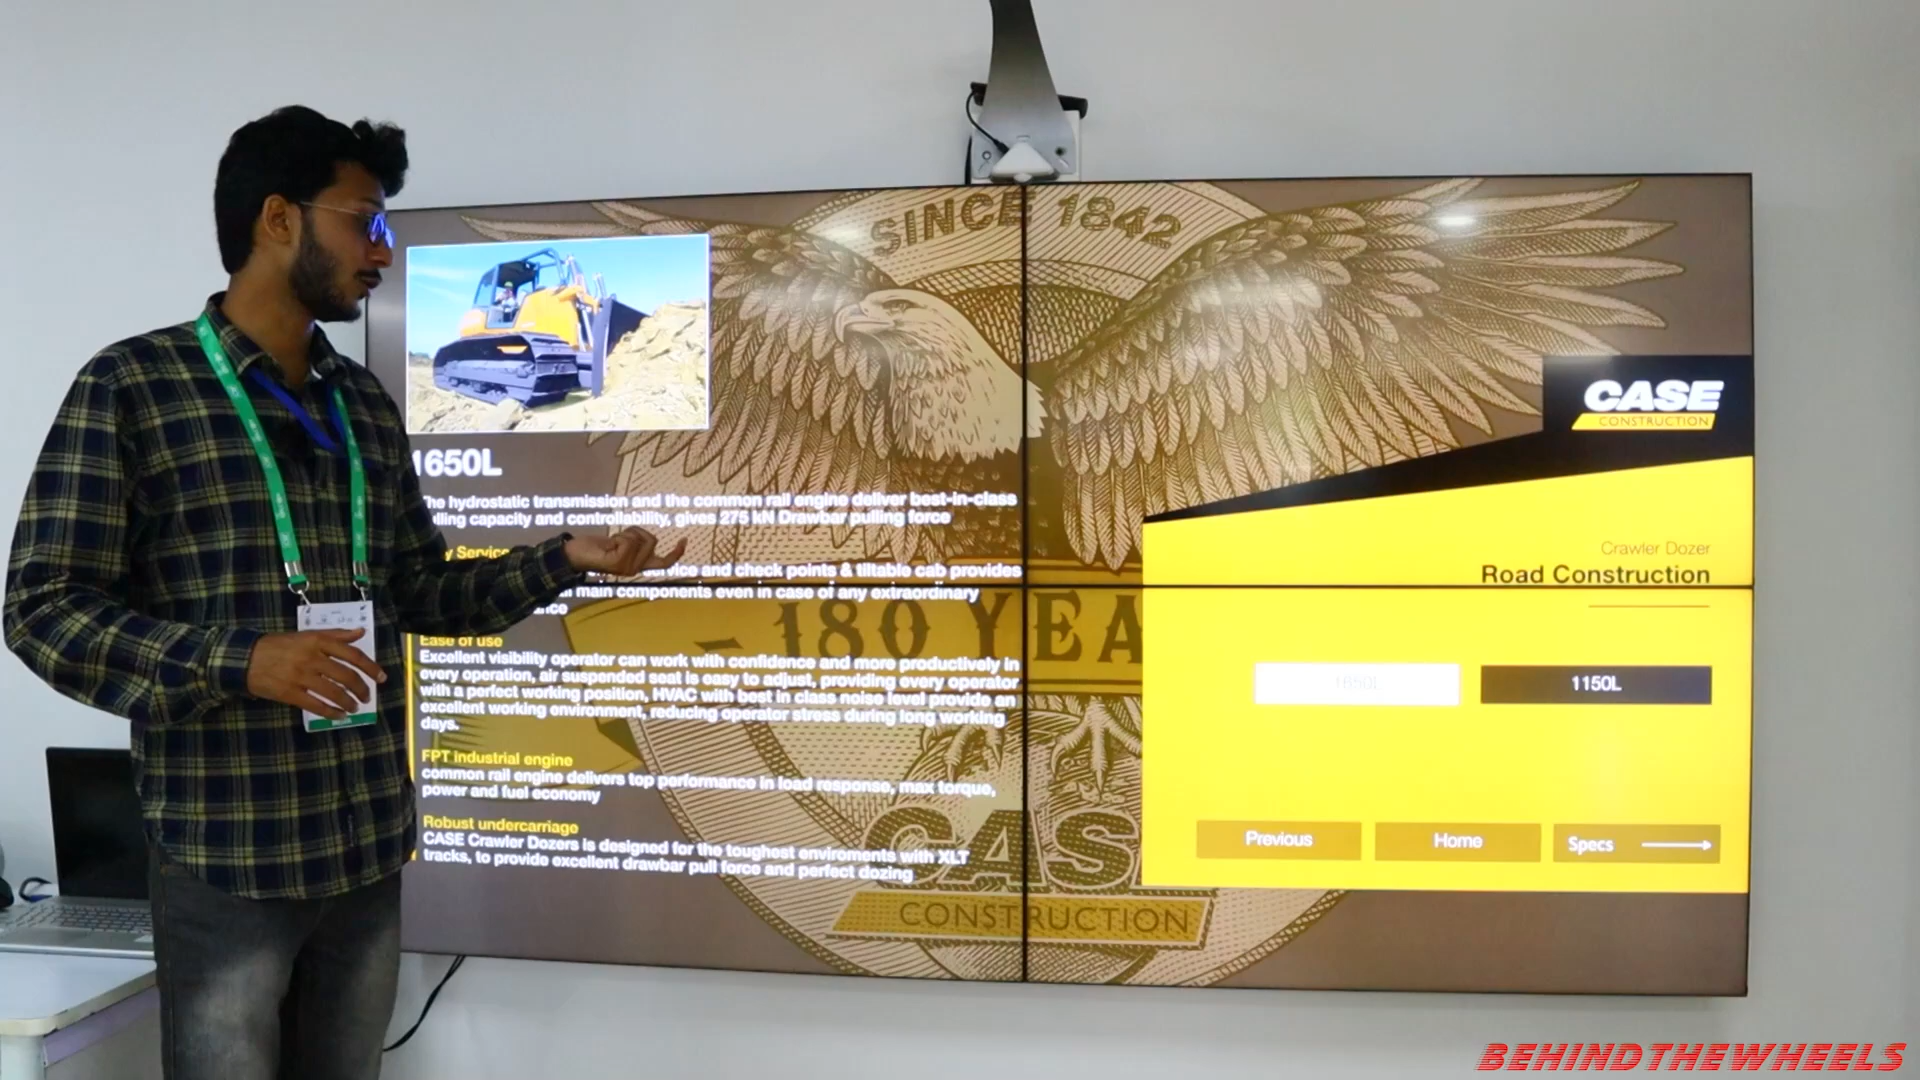 SINCE 1842
1650L
he hydrostatic transmission and the common rail engine deliver best-in-class
lling capacity and controllability, gives 275 kN Drawbar pulling force
y Service
and check points & tiltable cab provides
main components even in case of any extraordinary
Ease of use
Excellent visibility operator can work with confidence and more productively in
every operation, air suspended seat is easy to adjust, providing every operator
with a perfect working position, HVAC with best in class noise level provide an
excellent working environment, reducing operator stress during long working
days.
FPT industrial engine
common rail engine delivers top performance in load response, max torque,
power and fuel economy
Robust undercarriage
CASE Crawler Dozers is designed for the toughest enviroments with XLT
tracks, to provide excellent drawbar pull force and perfect dozing
- 180 YEA
CAS
CONSTRUCTION
CASE
CONSTRUCTION
Crawler Dozer
Road Construction
1650L
1150L
Previous
Home
Specs
BEHINDTHEWHEELS